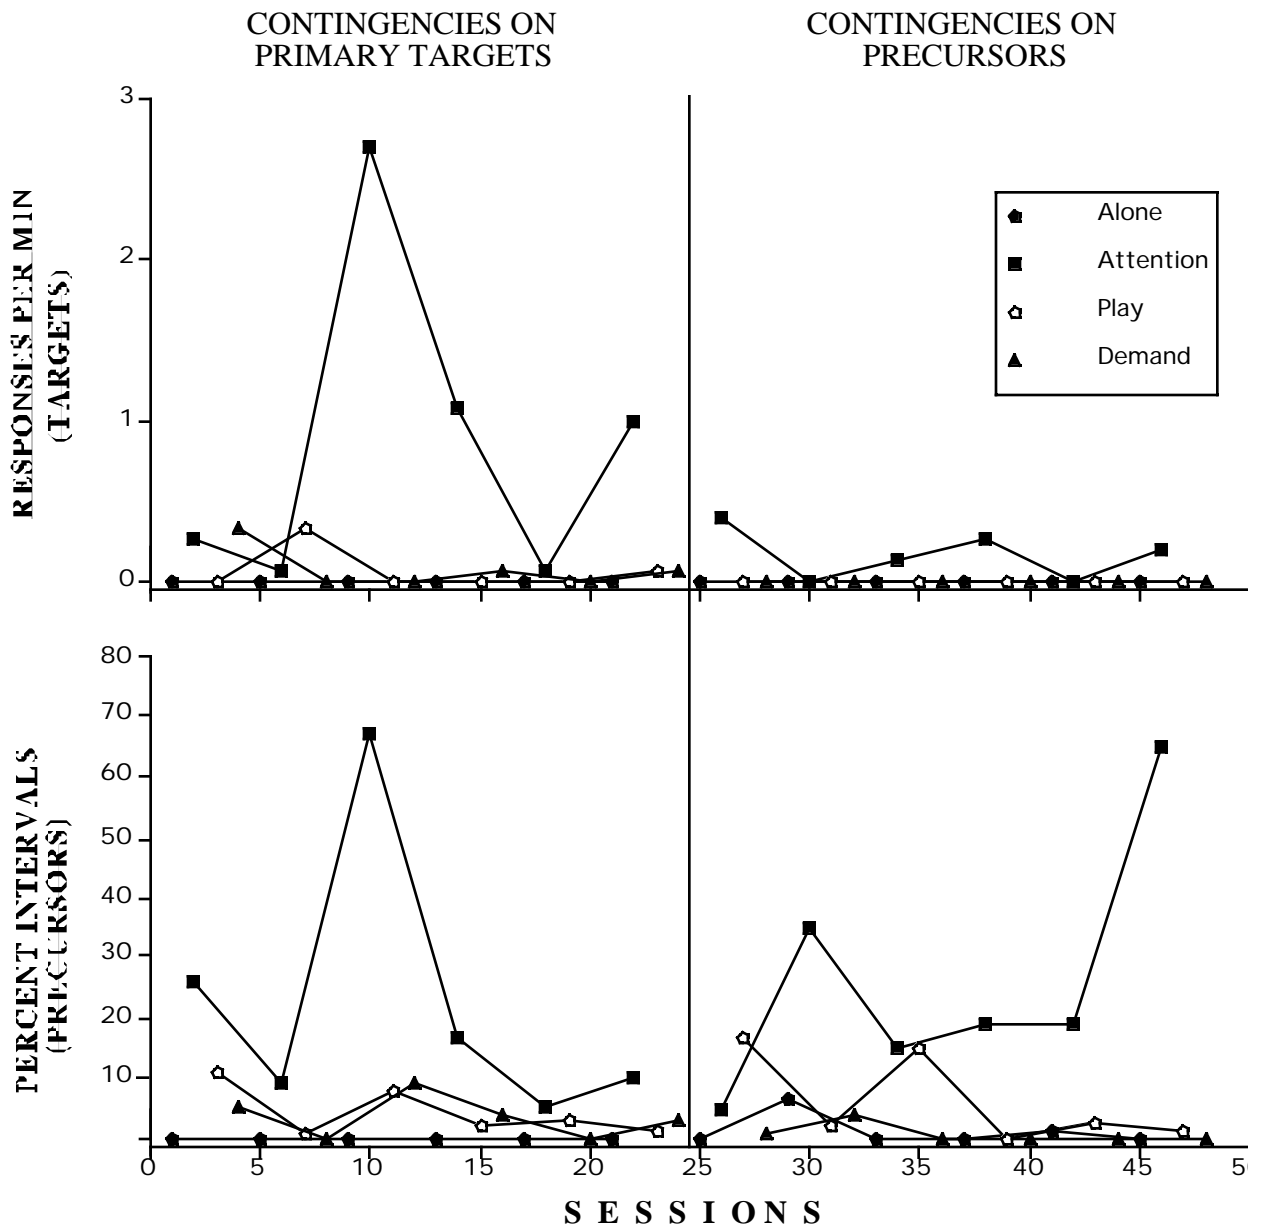 CONTINGENCIES ON
PRIMARY TARGETS
CONTINGENCIES ON
PRECURSORS
RESPONSES PER MIN
(TARGETS)
3
2
1
0
Alone
Attention
Play
Demand
PERCENT INTERVALS
(PRECURSORS)
80
70
60
50
40
30
20
10
0 5 10 15 20 25 30 35 40 45
SESSIONS